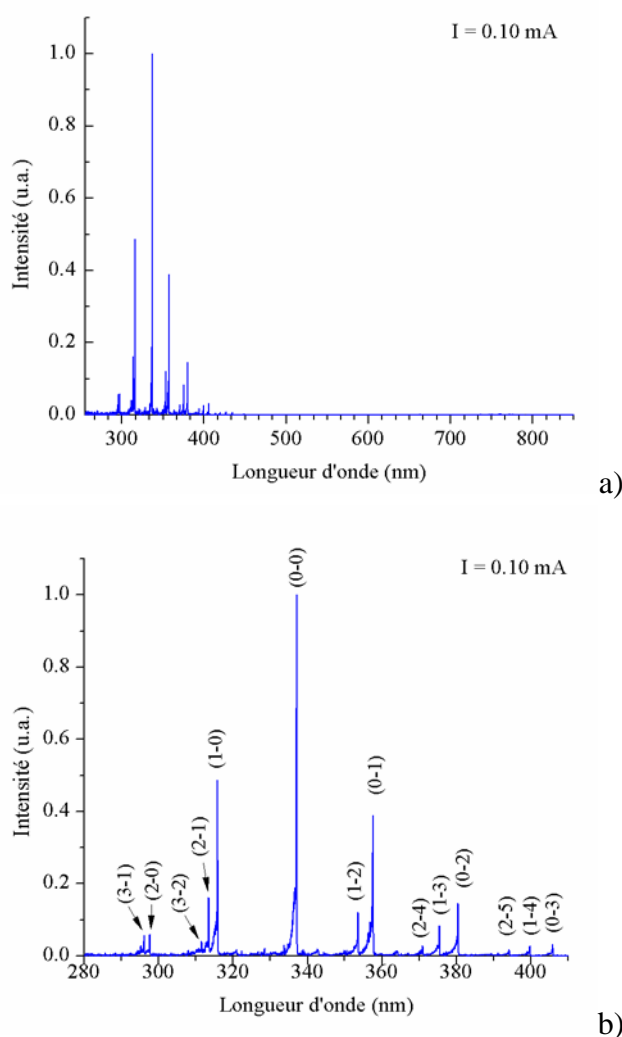 I = 0.10 mA
1.0
0.8
0.6
0.4
0.2
0.0
Intensité (u.a.)
300 400 500 600 700 800
Longueur d'onde (nm)
a)
I = 0.10 mA
1.0
0.8
0.6
0.4
0.2
0.0
Intensité (u.a.)
(3-1)
(2-0)
(3-2)
(2-1)
(1-0)
(0-0)
(1-2)
(0-1)
(2-4)
(1-3)
(0-2)
(2-5)
(1-4)
(0-3)
280 300 320 340 360 380 400
Longueur d'onde (nm)
b)